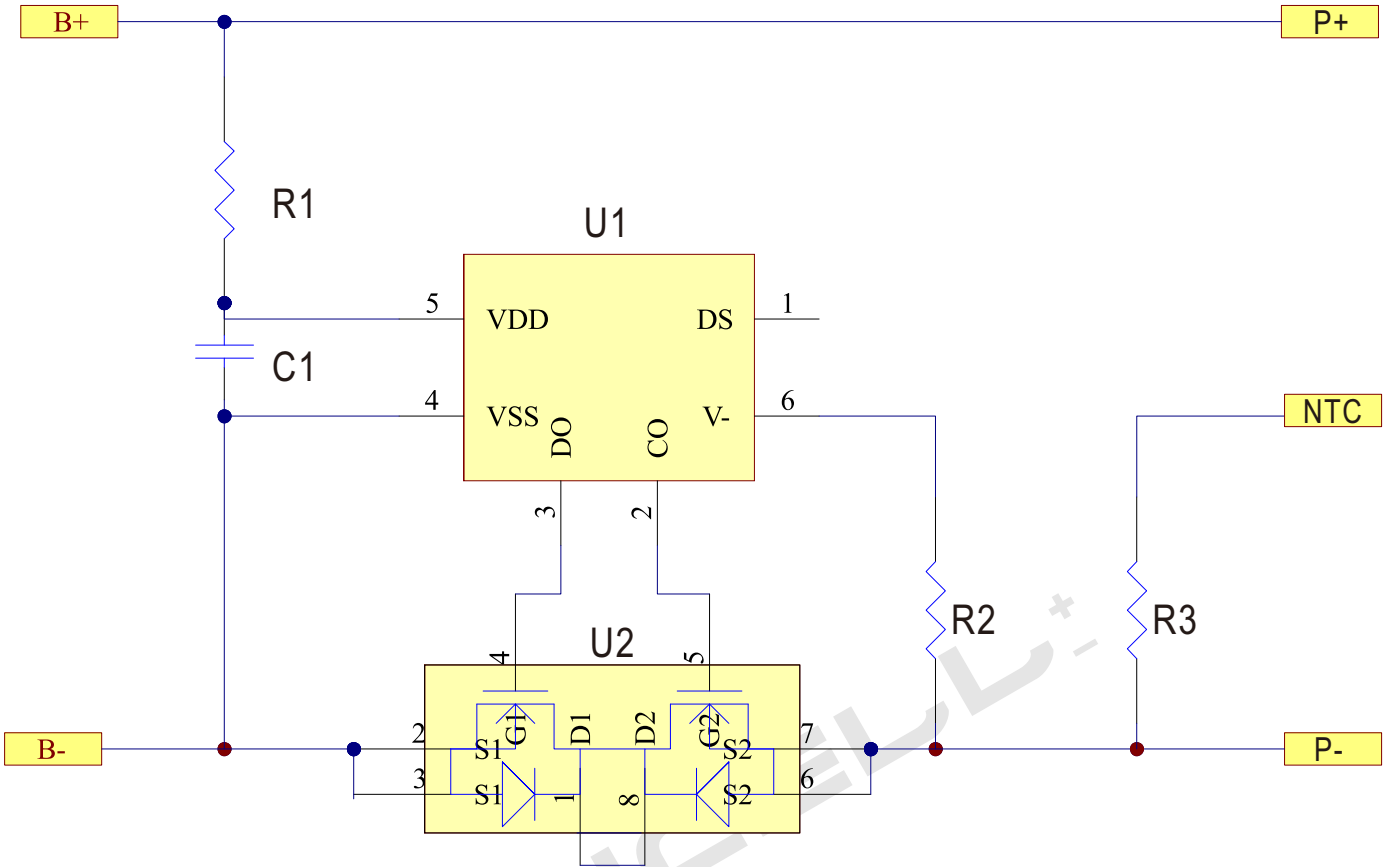 B+
P+
R1
U1
5
VDD
DS
1
C1
4
VSS
DO
CO
V-
6
NTC
3
2
R2
R3
U2
4
5
B-
2
S1
G1
D1
D2
G2
S2
7
P-
3
S1
1
8
S2
6